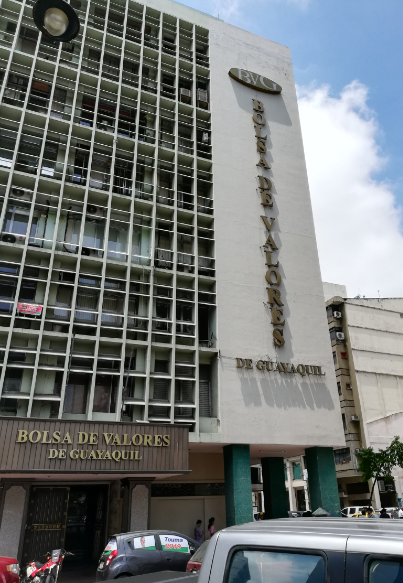 BVG
BOLSA DE VALORES
DE GUAYAQUIL
BOLSA DE VALORES
DE GUAYAQUIL